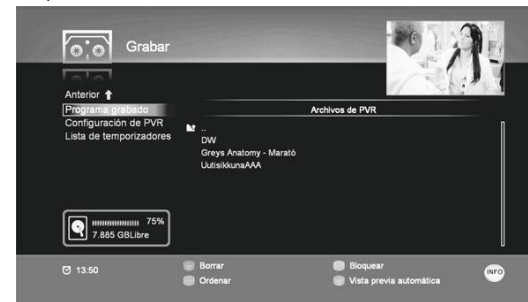 Grabar
Anterior
Programa grabado
Configuración de PVR
Lista de temporizadores
Archivos de PVR
..
DW
Greys Anatomy - Marató
UutisikkunaAAA
75%
7.885 GBLibre
13:50
Borrar
Ordenar
Bloquear
Vista previa automática
INFO